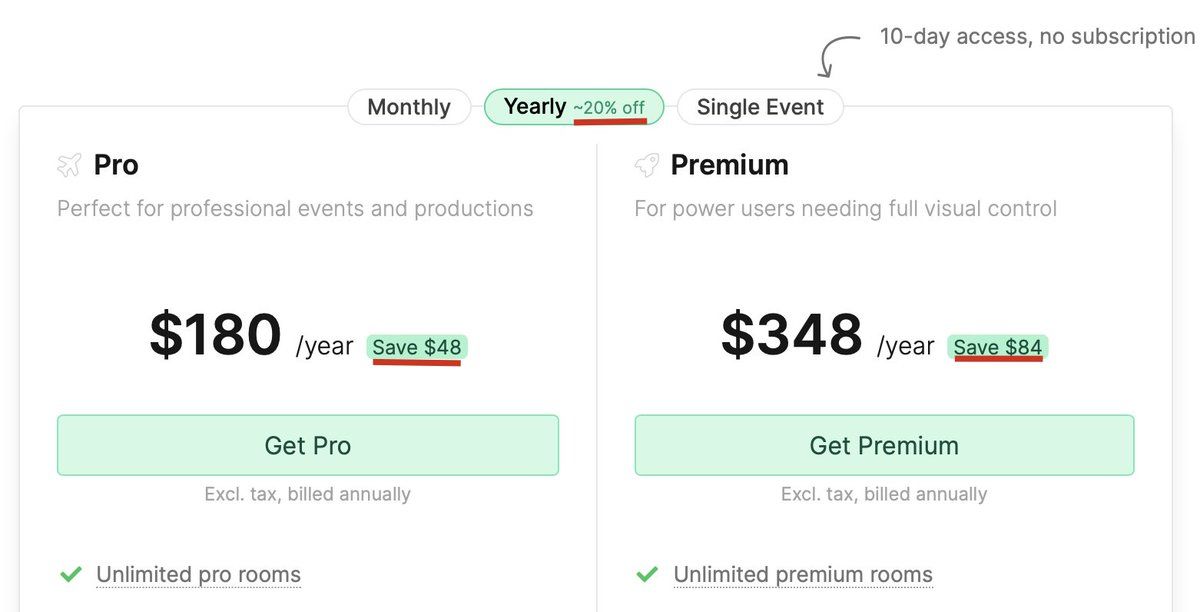 10-day access, no subscription
Monthly
Yearly ~20% off
Single Event
Pro
Perfect for professional events and productions
$180 /year Save $48
Get Pro
Excl. tax, billed annually
Unlimited pro rooms
Premium
For power users needing full visual control
$348 /year Save $84
Get Premium
Excl. tax, billed annually
Unlimited premium rooms